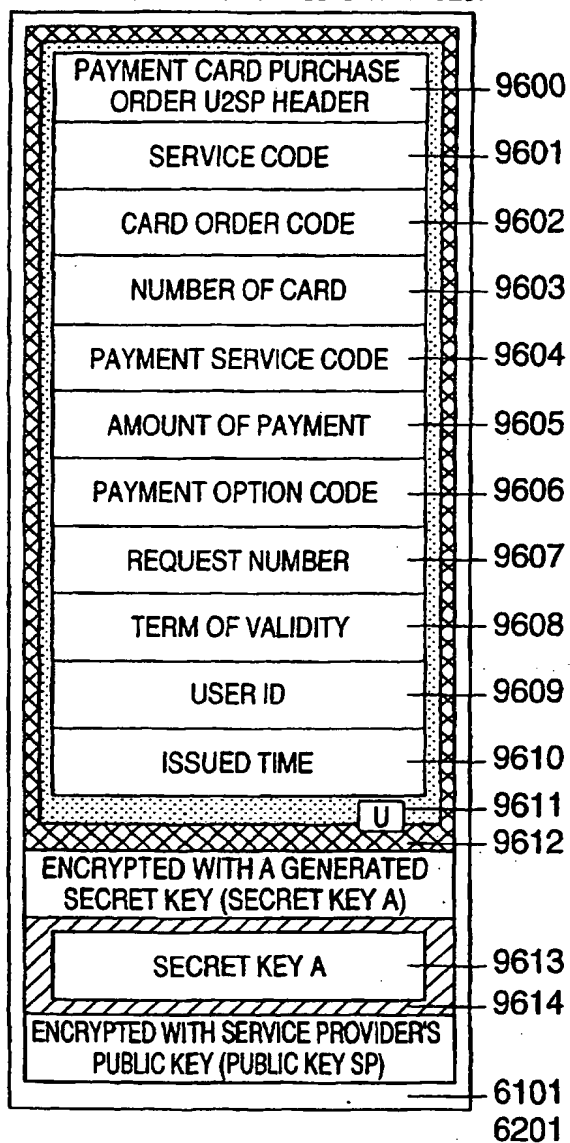 PAYMENT CARD PURCHASE
ORDER U2SP HEADER
9600
SERVICE CODE
9601
CARD ORDER CODE
9602
NUMBER OF CARD
9603
PAYMENT SERVICE CODE
9604
AMOUNT OF PAYMENT
9605
PAYMENT OPTION CODE
9606
REQUEST NUMBER
9607
TERM OF VALIDITY
9608
USER ID
9609
ISSUED TIME
9610
U
9611
9612
ENCRYPTED WITH A GENERATED
SECRET KEY (SECRET KEY A)
SECRET KEY A
9613
9614
ENCRYPTED WITH SERVICE PROVIDER'S
PUBLIC KEY (PUBLIC KEY SP)
6101
6201